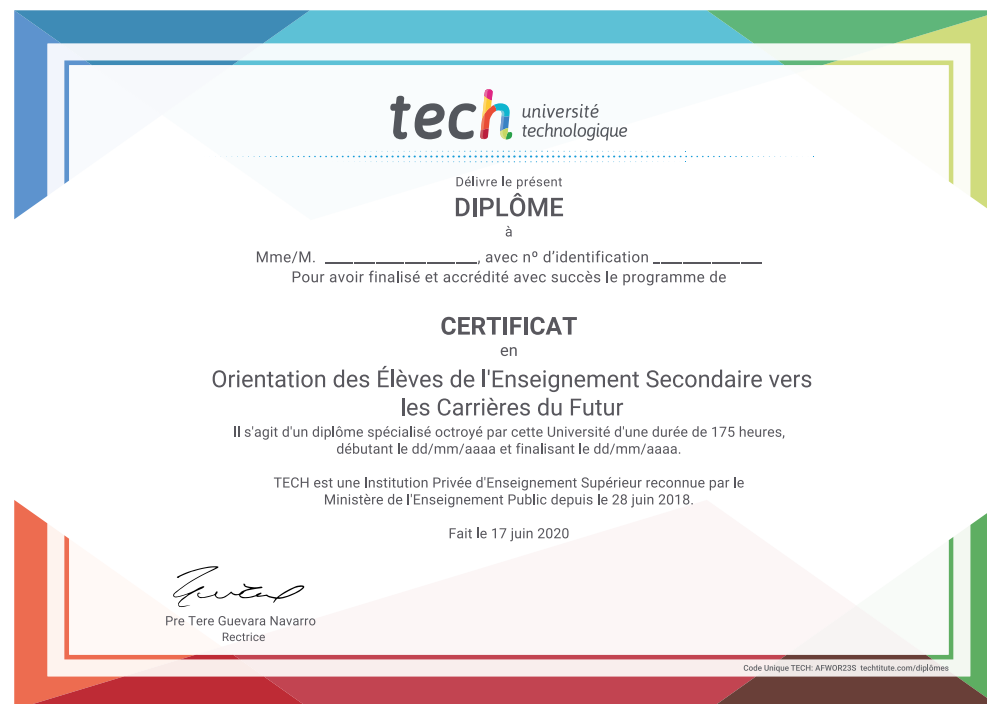 tech université
technologique
Délivre le présent
DIPLÔME
à
Mme/M. ____________________, avec nº d'identification ______________
Pour avoir finalisé et accrédité avec succès le programme de
CERTIFICAT
en
Orientation des Élèves de l'Enseignement Secondaire vers
les Carrières du Futur
Il s'agit d'un diplôme spécialisé octroyé par cette Université d'une durée de 175 heures,
débutant le dd/mm/aaaa et finalisant le dd/mm/aaaa.
TECH est une Institution Privée d'Enseignement Supérieur reconnue par le
Ministère de l'Enseignement Public depuis le 28 juin 2018.
Fait le 17 juin 2020
Pre Tere Guevara Navarro
Rectrice
Code Unique TECH: AFWOR23S techtitute.com/diplômes